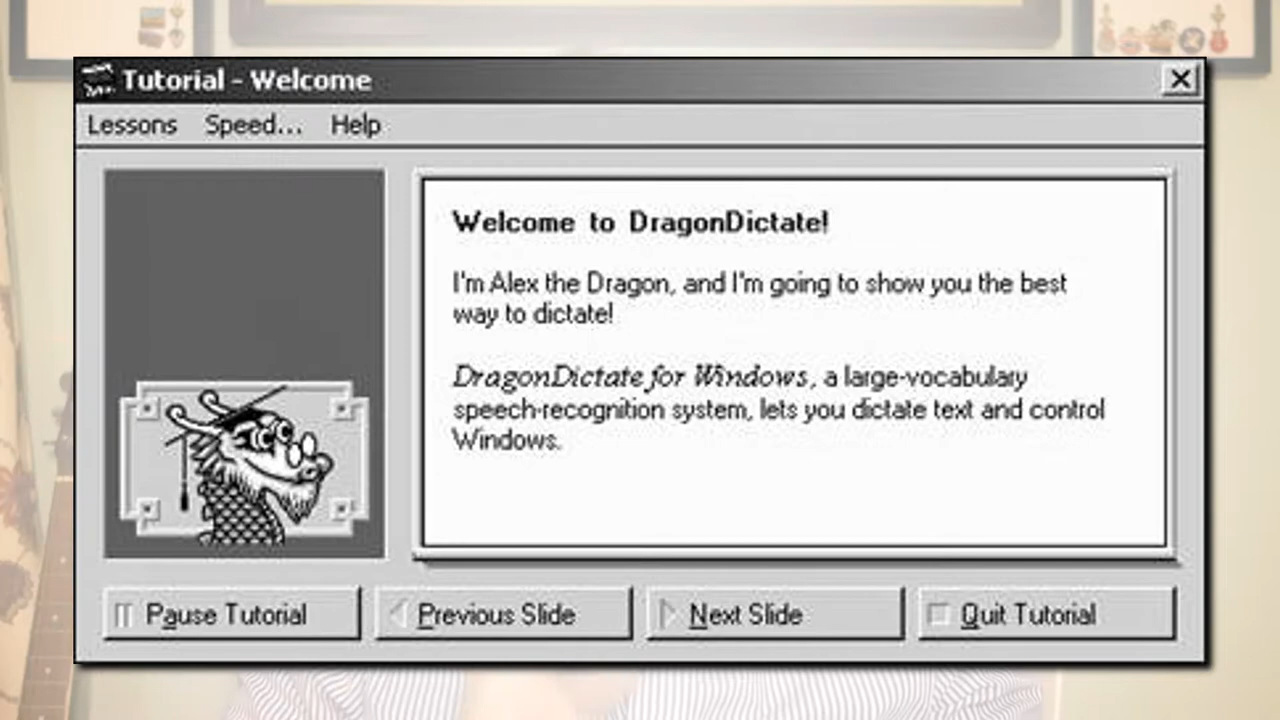 Tutorial - Welcome
Lessons Speed... Help
Welcome to DragonDictate!
I'm Alex the Dragon, and I'm going to show you the best
way to dictate!
DragonDictate for Windows, a large-vocabulary
speech-recognition system, lets you dictate text and control
Windows.
Pause Tutorial Previous Slide Next Slide Quit Tutorial